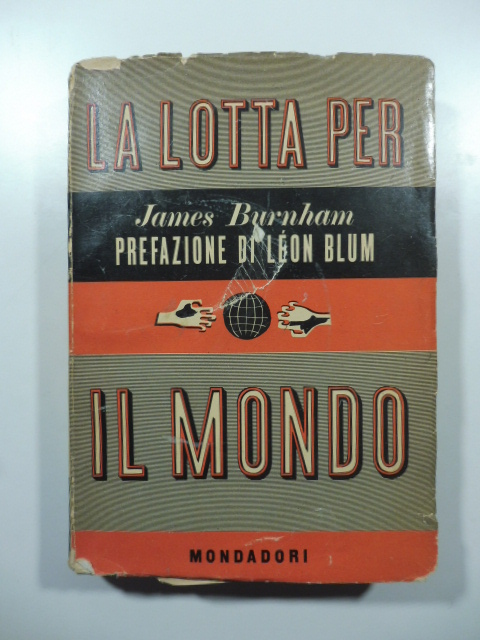 LA LOTTA PER
James Burnham
PREFAZIONE DI LÉON BLUM
IL MONDO
MONDADORI